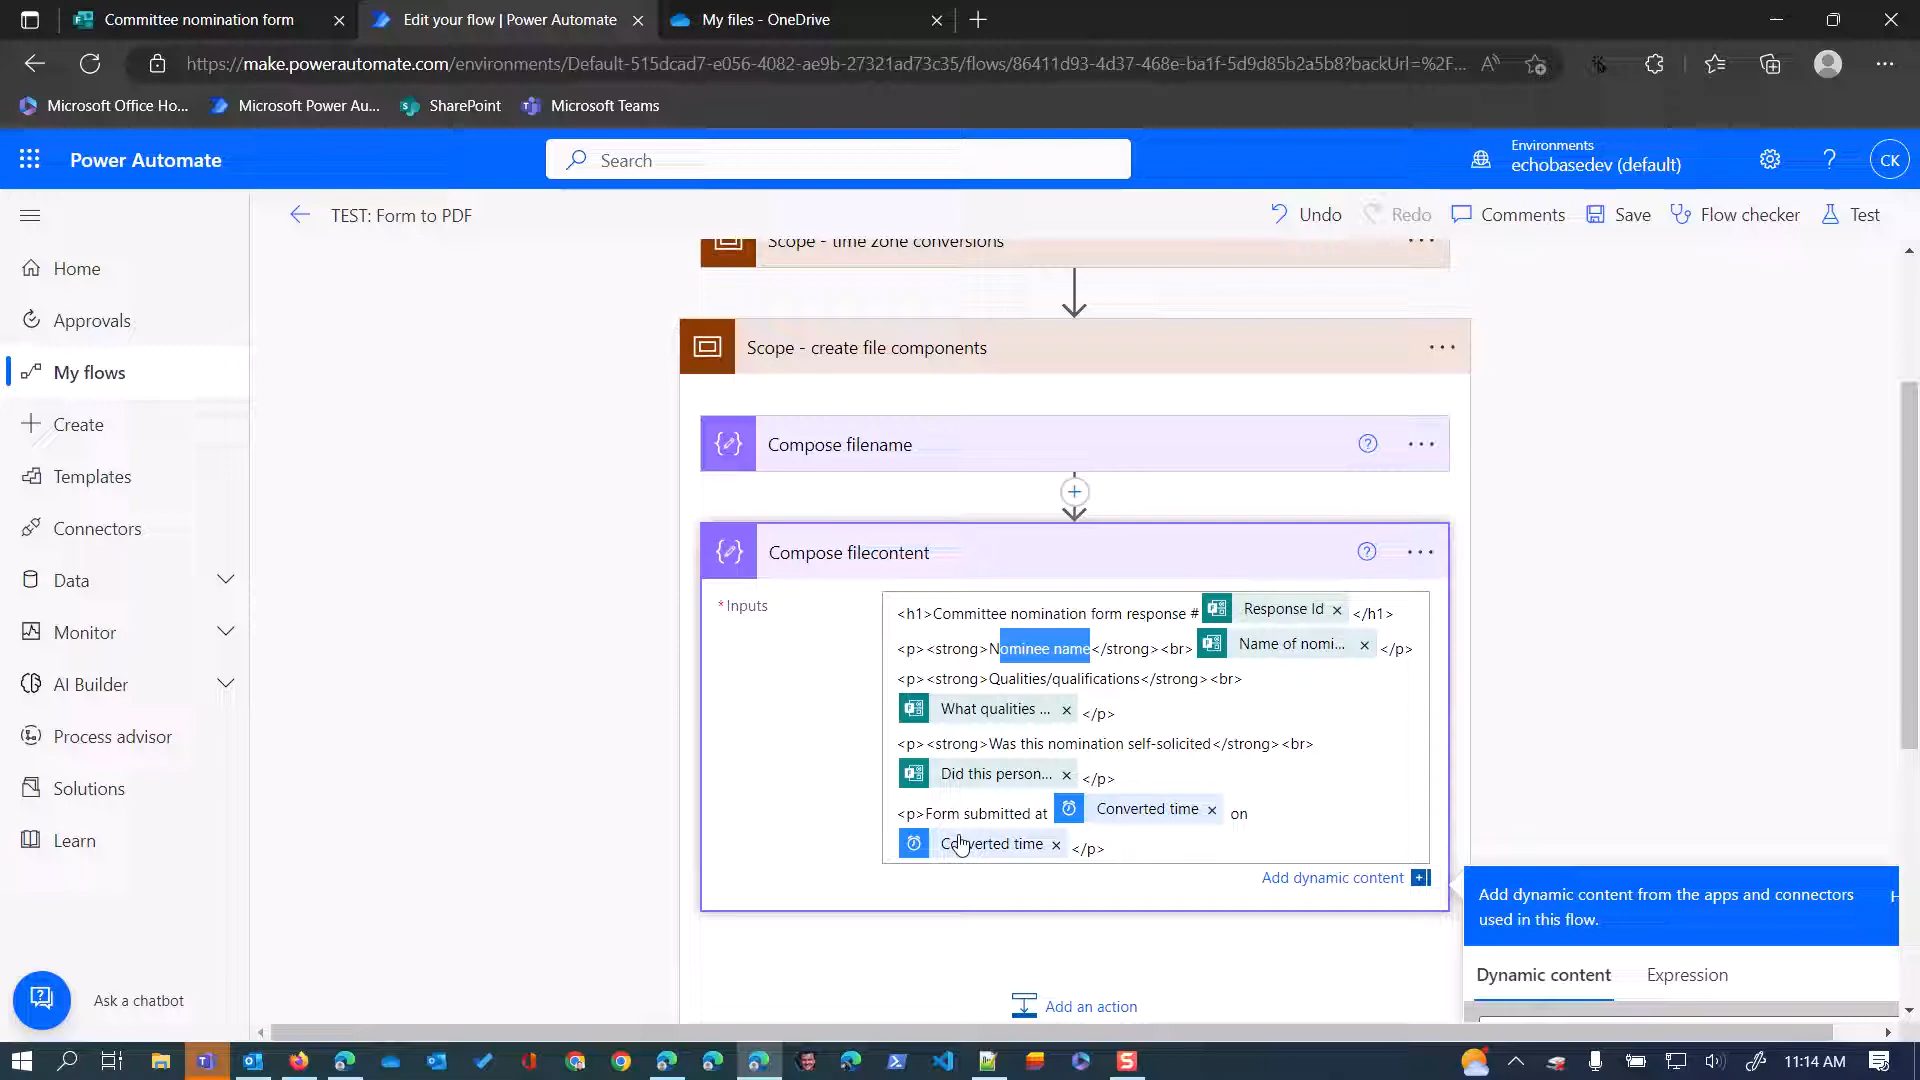 Committee nomination form
Edit your flow | Power Automate
My files - OneDrive
https://make.powerautomate.com/environments/Default-515dcad7-e056-4082-ae9b-27321ad73c35/flows/86411d93-4d37-468e-ba1f-5d9d85b2a5b8?backUrl=%2F...
Microsoft Office Ho...
Microsoft Power Au...
SharePoint
Microsoft Teams
Power Automate
Search
Environments
echobasedev (default)
CK
TEST: Form to PDF
Undo
Redo
Comments
Save
Flow checker
Test
Home
Approvals
My flows
Create
Templates
Connectors
Data
Monitor
AI Builder
Process advisor
Solutions
Learn
Ask a chatbot
Scope - time zone conversions
Scope - create file components
Compose filename
Compose filecontent
* Inputs
<h1>Committee nomination form response # Response Id × </h1>
<p><strong>Nominee name</strong><br> Name of nomi... × </p>
<p><strong>Qualities/qualifications</strong><br>
What qualities ... × </p>
<p><strong>Was this nomination self-solicited</strong><br>
Did this person... × </p>
<p>Form submitted at Converted time × on
Converted time × </p>
Add dynamic content
Add an action
Add dynamic content from the apps and connectors
used in this flow.
Dynamic content
Expression
11:14 AM